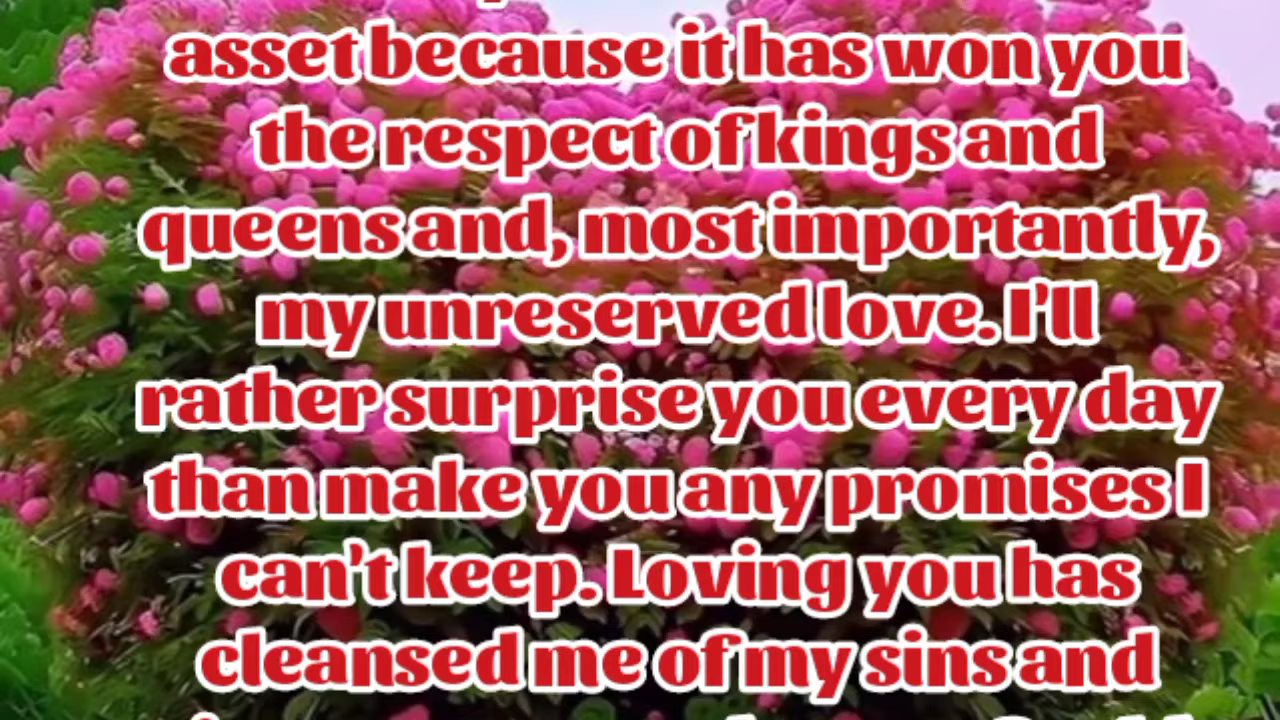 asset because it has won you
the respect of kings and
queens and, most importantly,
my unreserved love. I'll
rather surprise you every day
than make you any promises I
can't keep. Loving you has
cleansed me of my sins and